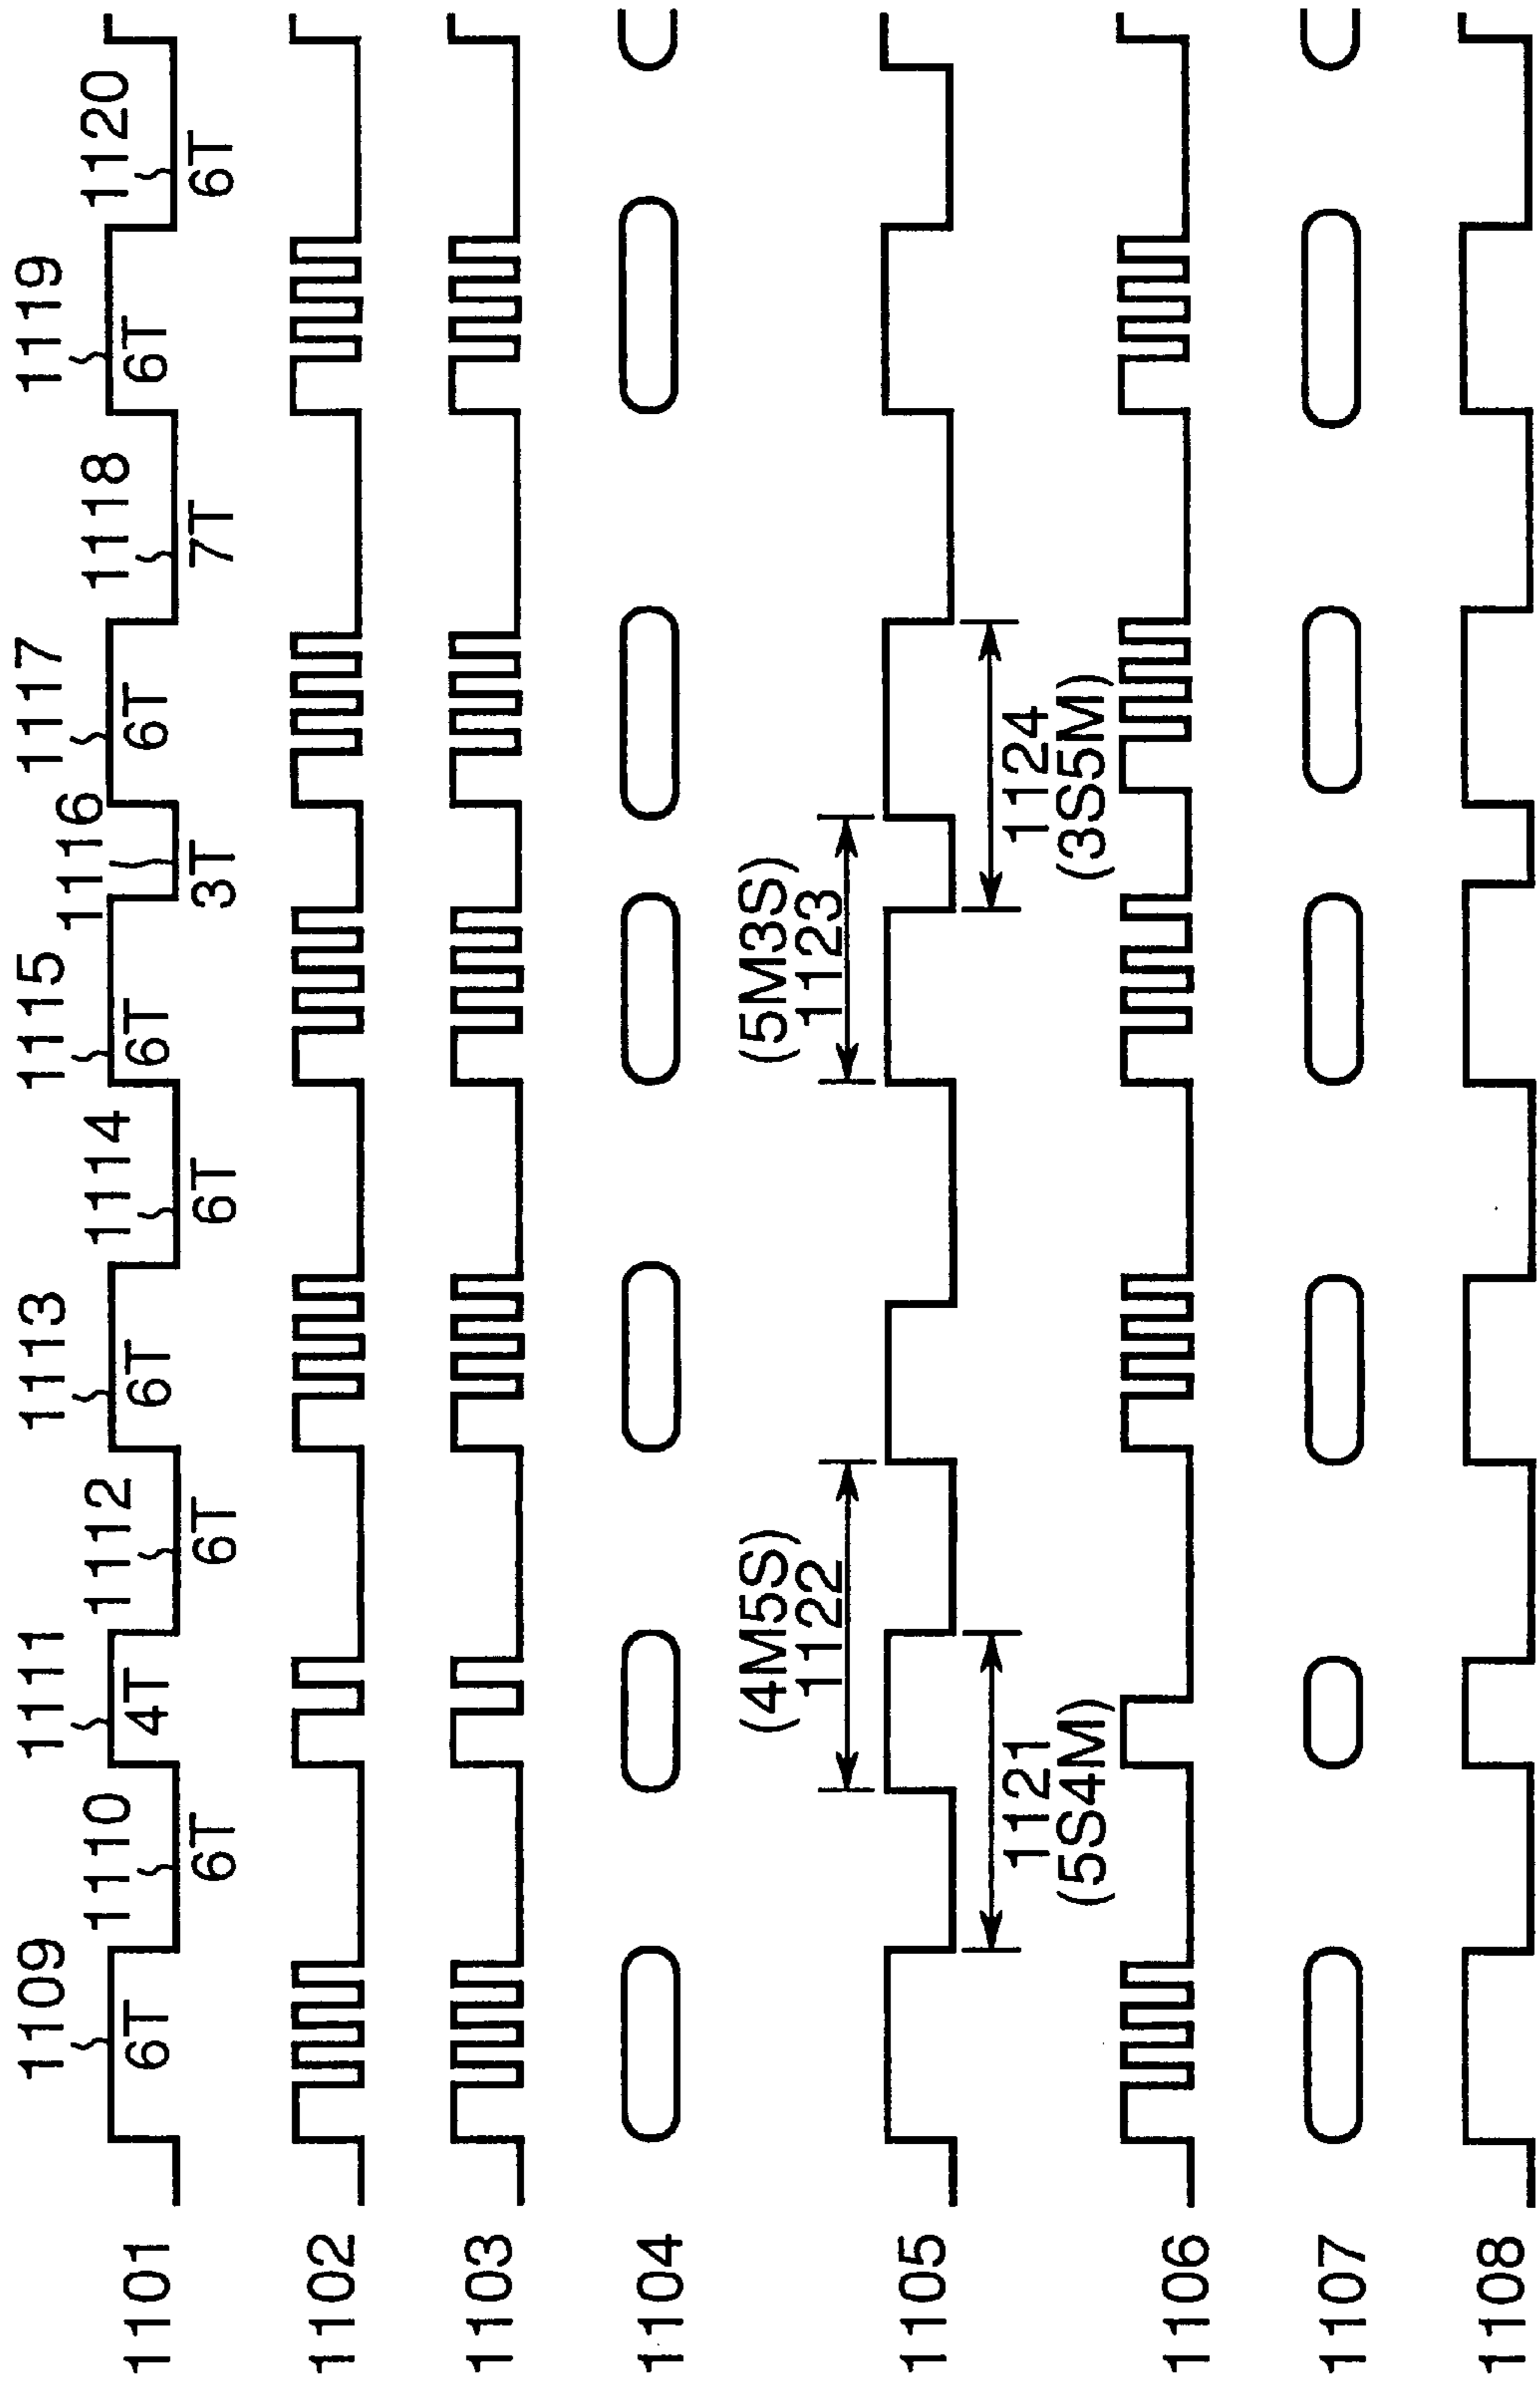 1109 1111 1113 1115 1117 1119
1110 1112 1114 1116 1118 1120
1101 6T 4T 6T 6T 6T 6T
6T 6T 6T 3T 7T 6T
1102
1103
1104
(4M5S) (5M3S)
1122 1123
1105
1121 1124
(5S4M) (3S5M)
1106
1107
1108